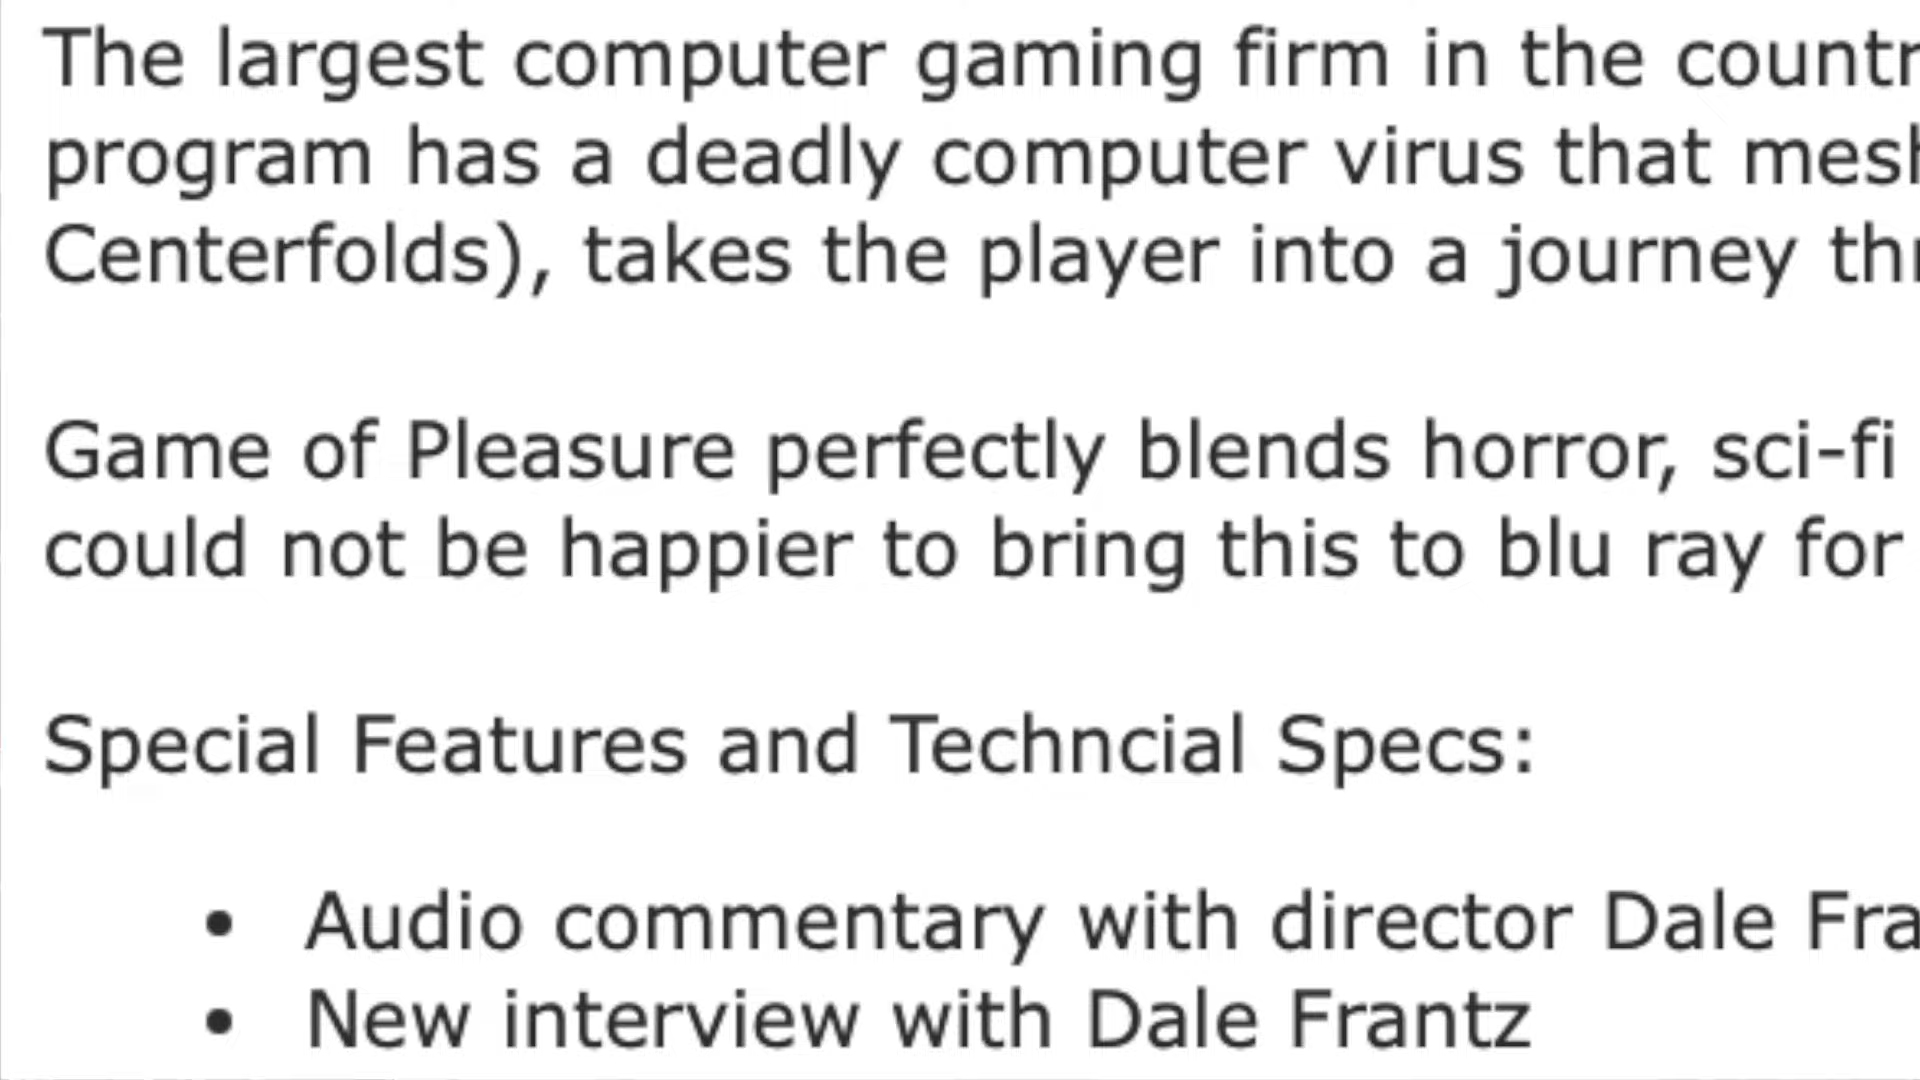 The largest computer gaming firm in the countr
program has a deadly computer virus that mesh
Centerfolds), takes the player into a journey thr
Game of Pleasure perfectly blends horror, sci-fi
could not be happier to bring this to blu ray for
Special Features and Techncial Specs:
• Audio commentary with director Dale Fra
• New interview with Dale Frantz